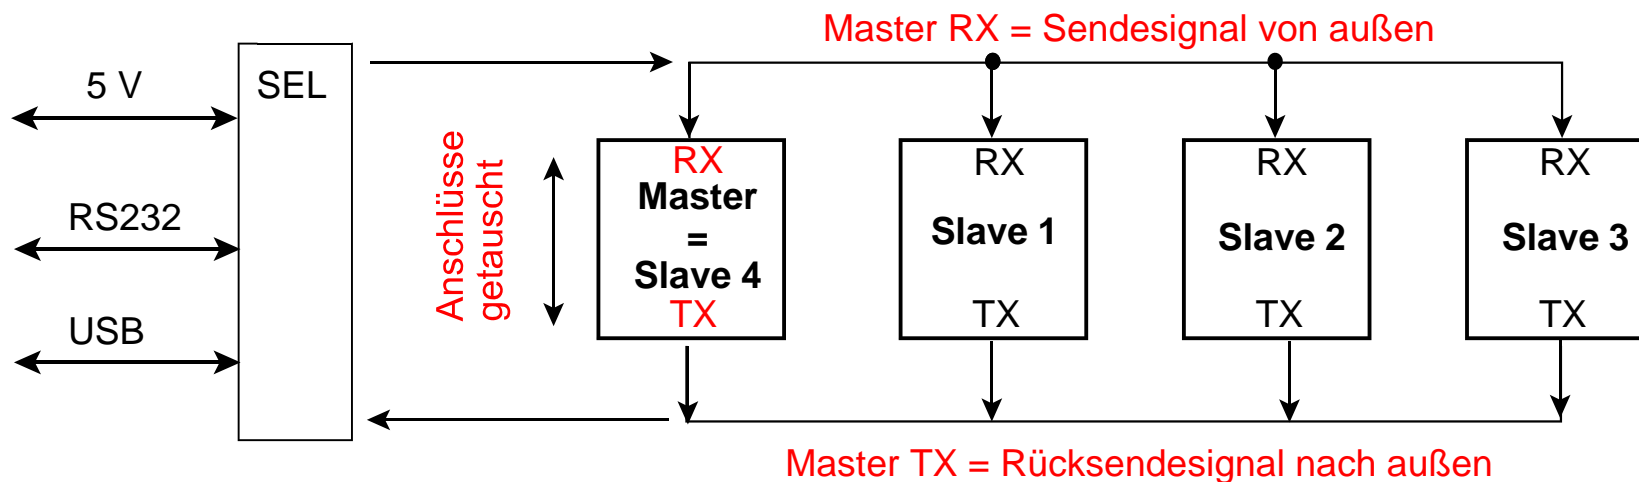 Master RX = Sendesignal von außen
5 V
SEL
RS232
USB
Anschlüsse
getauscht
RX
Master
=
Slave 4
TX
RX
Slave 1
TX
RX
Slave 2
TX
RX
Slave 3
TX
Master TX = Rücksendesignal nach außen